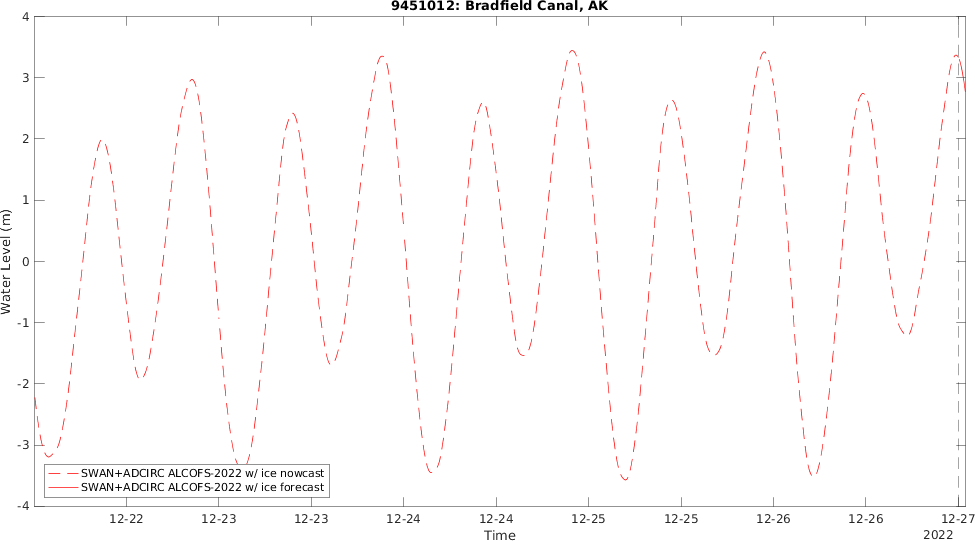 9451012: Bradfield Canal, AK
4
3
2
1
0
-1
-2
-3
-4
Water Level (m)
SWAN+ADCIRC ALCOFS-2022 w/ ice nowcast
SWAN+ADCIRC ALCOFS-2022 w/ ice forecast
12-22 12-23 12-23 12-24 12-24 12-25 12-25 12-26 12-26 12-27
Time
2022